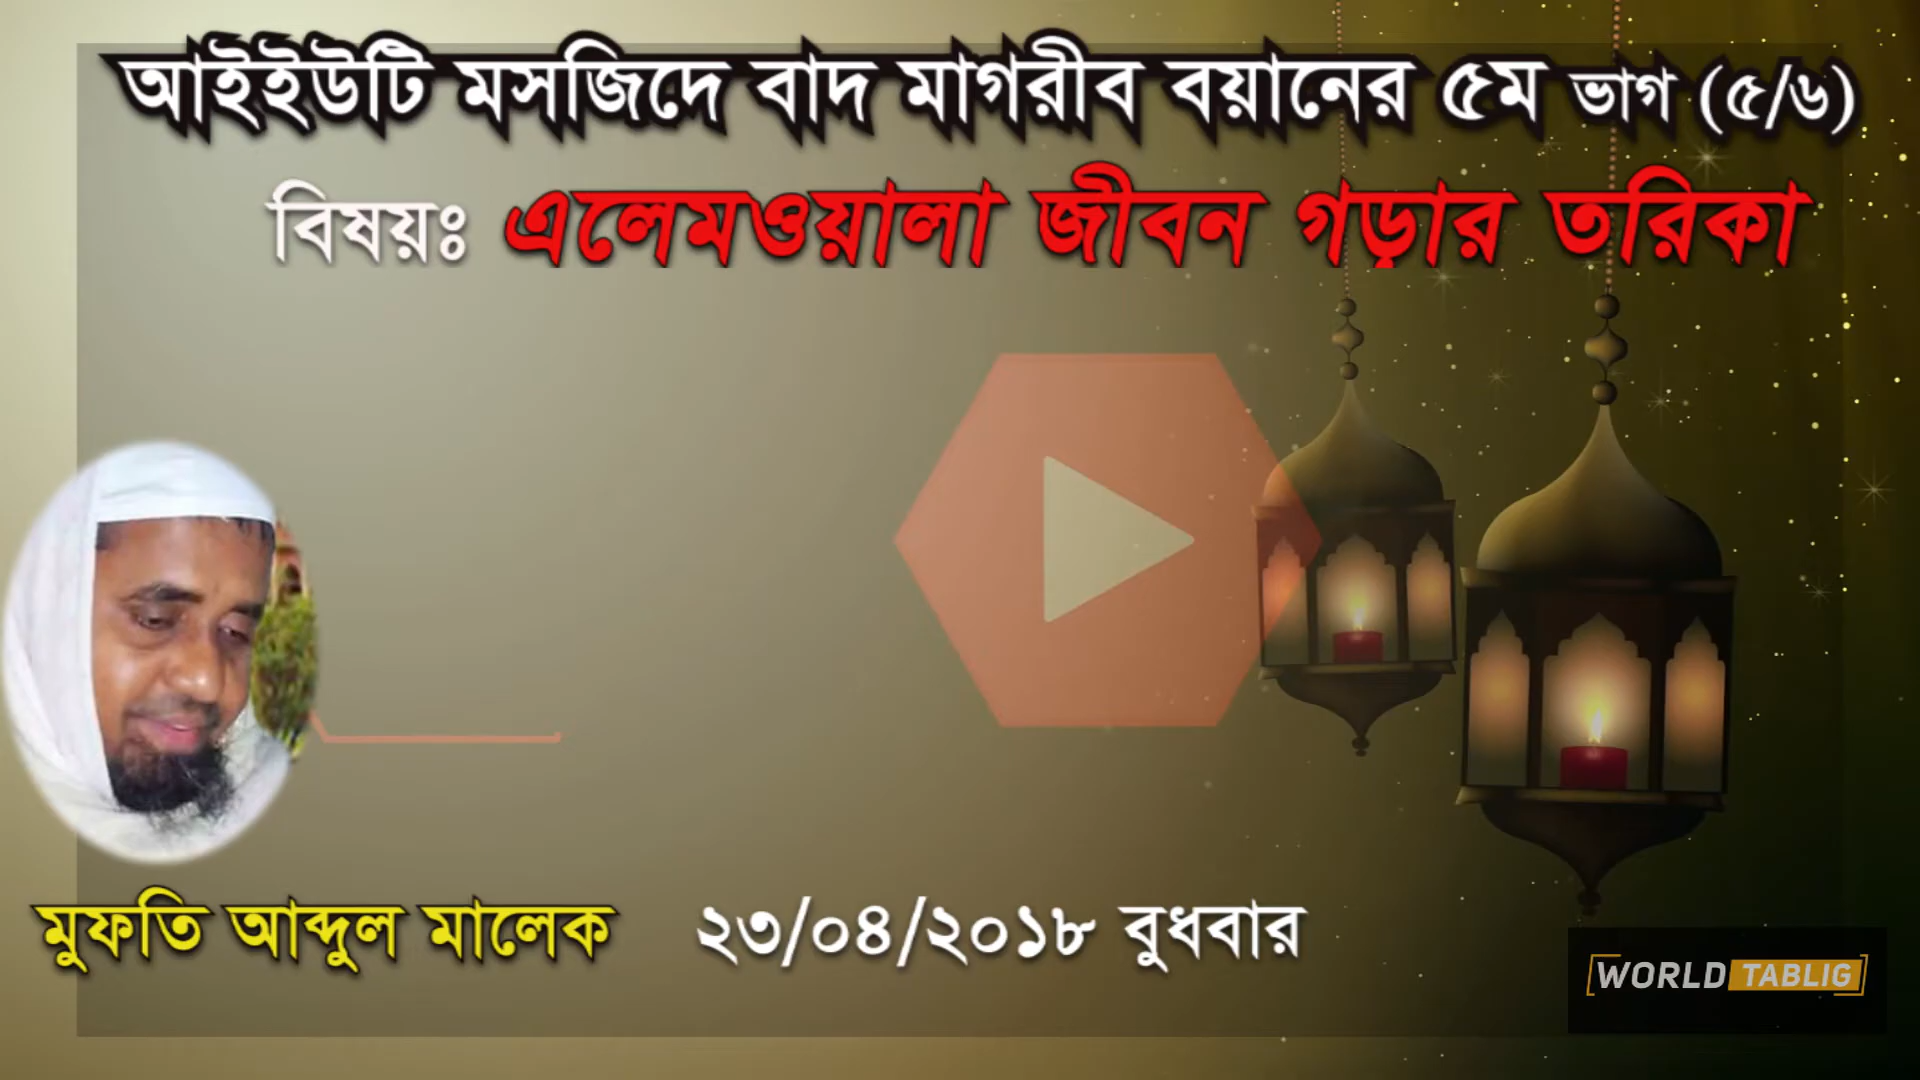 আইইউটি মসজিদে বাদ মাগরীব বয়ানের ৫ম ভাগ (৫/৬)
বিষয়ঃ এলেমওয়ালা জীবন গড়ার তরিকা
মুফতি আব্দুল মালেক ২৩/০৪/২০১৮ বুধবার
WORLD TABLIG